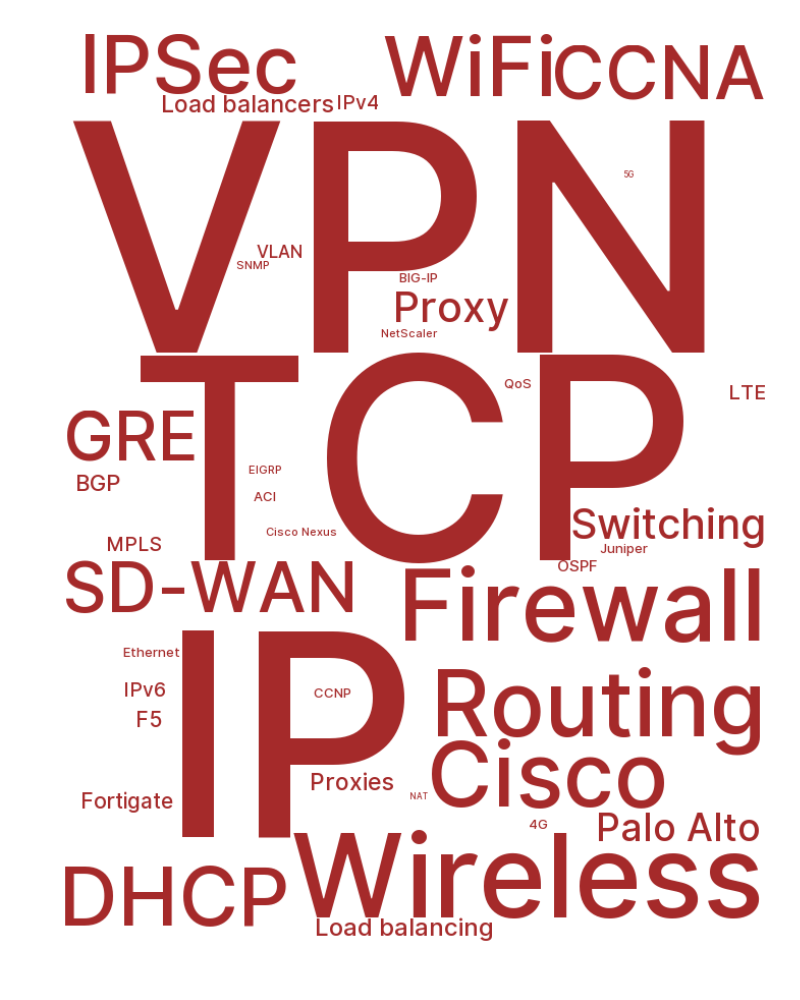 IPSec
WiFi
CCNA
Load balancers
IPv4
VPN
5G
VLAN
SNMP
BIG-IP
Proxy
NetScaler
TCP
QoS
LTE
GRE
EIGRP
BGP
ACI
Cisco Nexus
Switching
MPLS
Juniper
OSPF
SD-WAN
Firewall
IP
Ethernet
IPv6
CCNP
Routing
F5
Cisco
Proxies
NAT
Fortigate
4G
Palo Alto
Wireless
DHCP
Load balancing